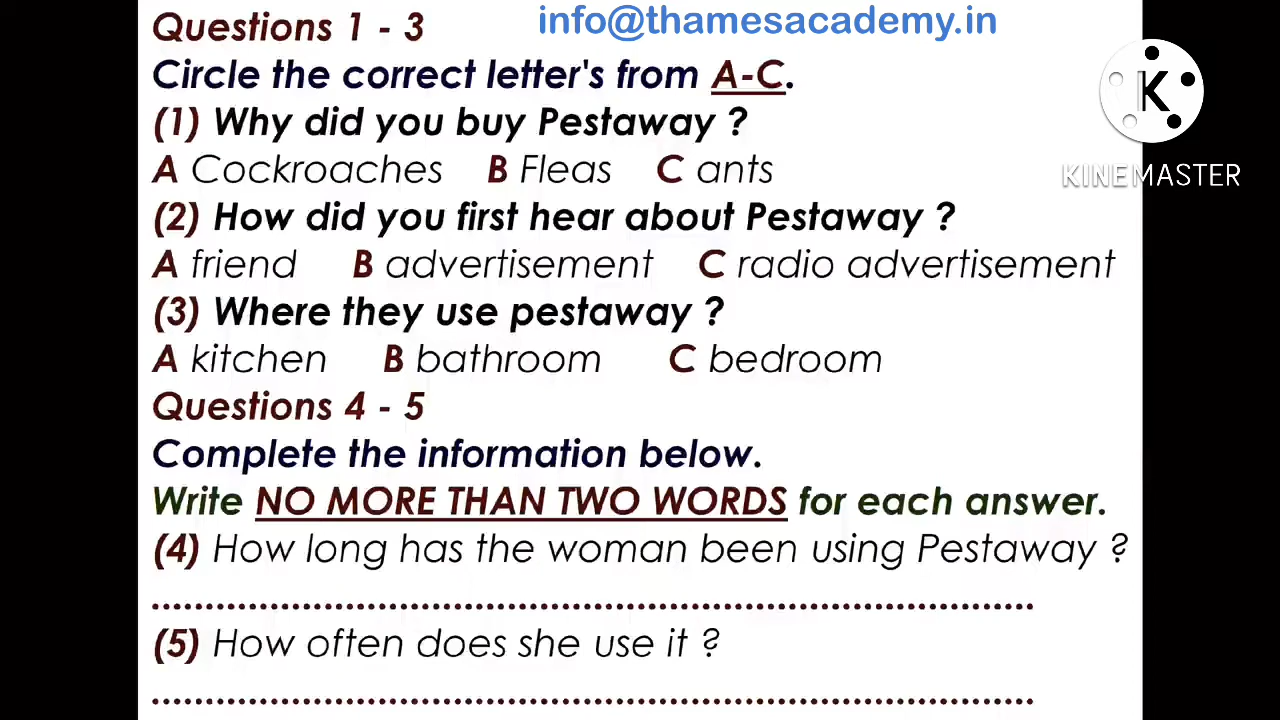 Questions 1 - 3 info@thamesacademy.in
Circle the correct letter's from A-C.
(1) Why did you buy Pestaway ?
A Cockroaches B Fleas C ants
(2) How did you first hear about Pestaway ?
A friend B advertisement C radio advertisement
(3) Where they use pestaway ?
A kitchen B bathroom C bedroom
Questions 4 - 5
Complete the information below.
Write NO MORE THAN TWO WORDS for each answer.
(4) How long has the woman been using Pestaway ?
..................................................................
(5) How often does she use it ?
..................................................................
K
KINEMASTER